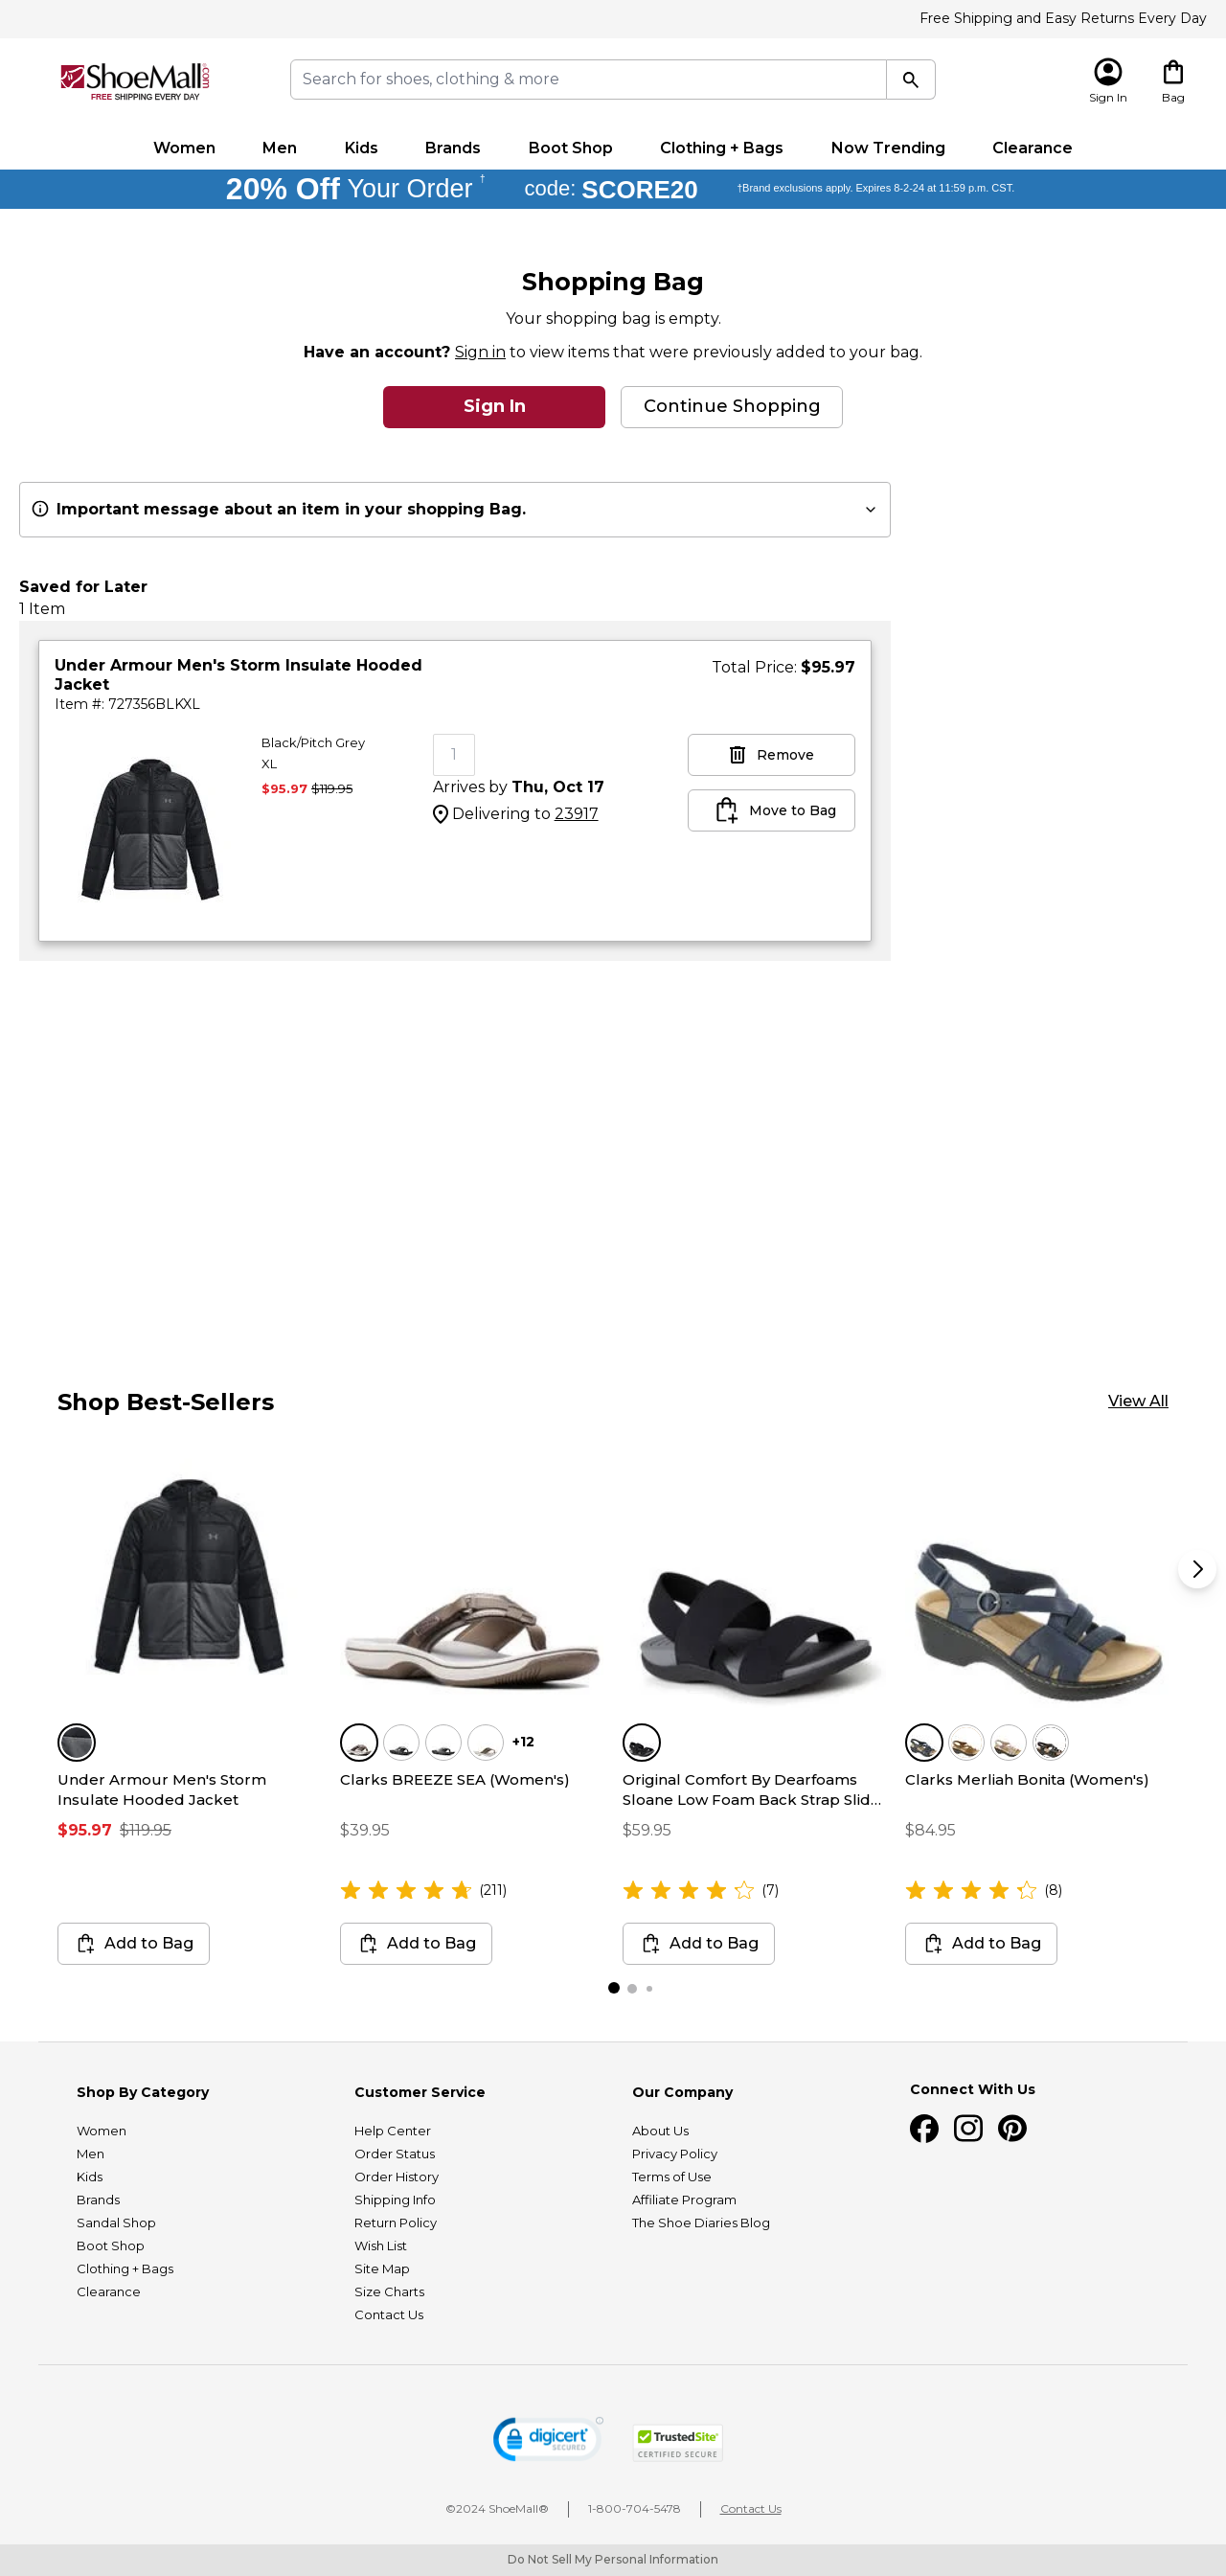 Free Shipping and Easy Returns Every Day
ShoeMall.com
FREE SHIPPING EVERY DAY
Search for shoes, clothing & more
Sign In
Bag
Women Men Kids Brands Boot Shop Clothing + Bags Now Trending Clearance
20% Off Your Order † code: SCORE20 †Brand exclusions apply. Expires 8-2-24 at 11:59 p.m. CST.
Shopping Bag
Your shopping bag is empty.
Have an account? Sign in to view items that were previously added to your bag.
Sign In
Continue Shopping
Important message about an item in your shopping Bag.
Saved for Later
1 Item
Under Armour Men's Storm Insulate Hooded
Jacket
Item #: 727356BLKXL
Total Price: $95.97
Black/Pitch Grey
XL
$95.97 $119.95
1
Arrives by Thu, Oct 17
Delivering to 23917
Remove
Move to Bag
Shop Best-Sellers
View All
Under Armour Men's Storm
Insulate Hooded Jacket
$95.97 $119.95
Add to Bag
+12
Clarks BREEZE SEA (Women's)
$39.95
(211)
Add to Bag
Original Comfort By Dearfoams
Sloane Low Foam Back Strap Slid...
$59.95
(7)
Add to Bag
Clarks Merliah Bonita (Women's)
$84.95
(8)
Add to Bag
Shop By Category
Women
Men
Kids
Brands
Sandal Shop
Boot Shop
Clothing + Bags
Clearance
Customer Service
Help Center
Order Status
Order History
Shipping Info
Return Policy
Wish List
Site Map
Size Charts
Contact Us
Our Company
About Us
Privacy Policy
Terms of Use
Affiliate Program
The Shoe Diaries Blog
Connect With Us
digicert
SECURED
TrustedSite
CERTIFIED SECURE
©2024 ShoeMall®
1-800-704-5478
Contact Us
Do Not Sell My Personal Information